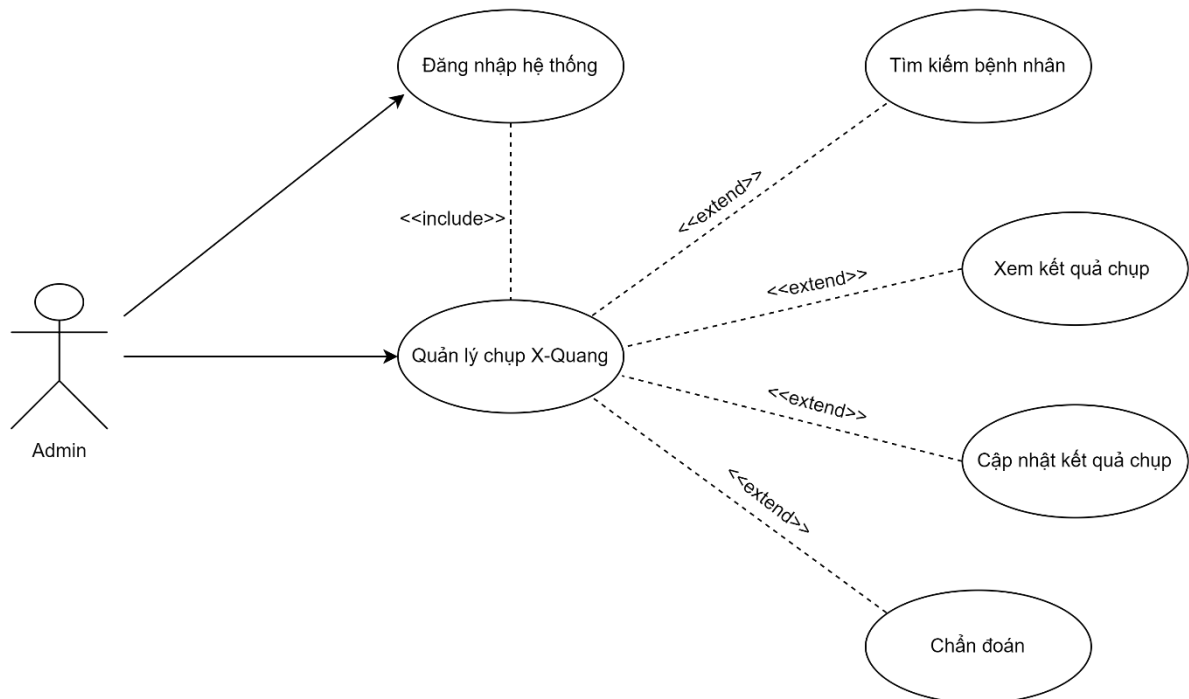 Đăng nhập hệ thống
Tìm kiếm bệnh nhân
<<extend>>
<<include>>
Xem kết quả chụp
<<extend>>
Quản lý chụp X-Quang
<<extend>>
Admin
Cập nhật kết quả chụp
<<extend>>
Chẩn đoán